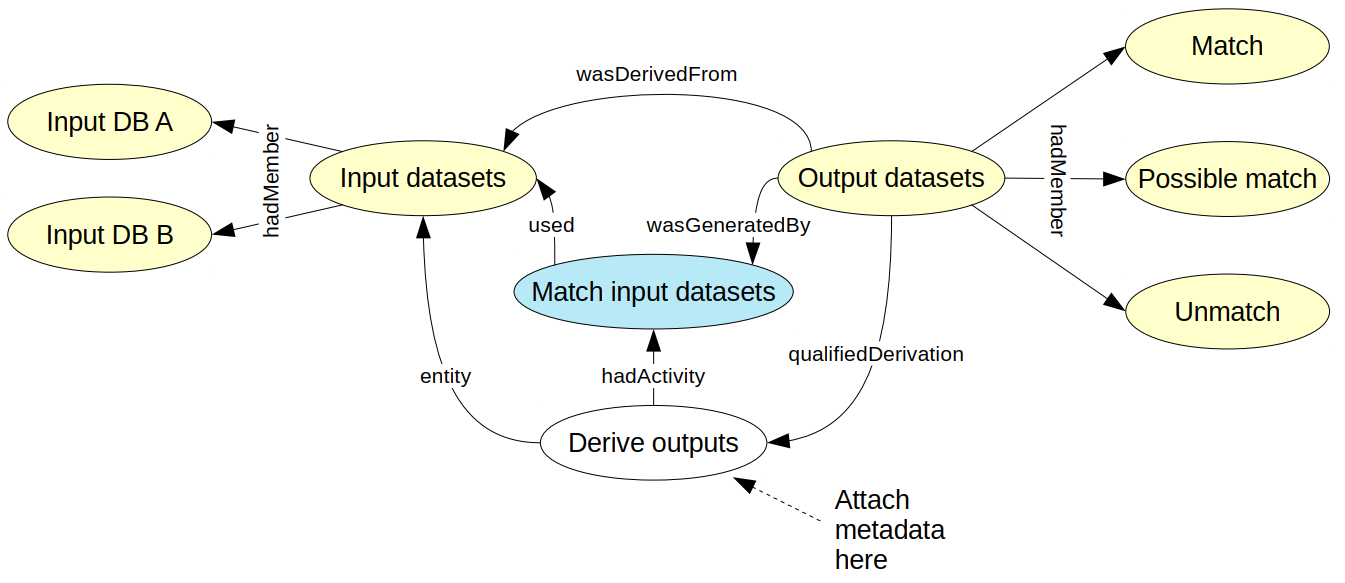 Match
wasDerivedFrom
Input DB A
hadMember
hadMember
Input datasets
Output datasets
Possible match
used
wasGeneratedBy
Input DB B
Match input datasets
Unmatch
qualifiedDerivation
entity
hadActivity
Derive outputs
Attach
metadata
here